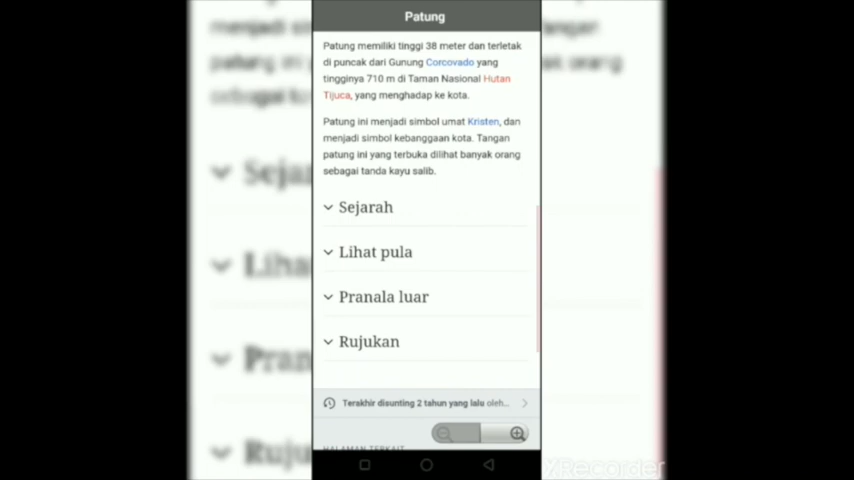 Patung
Patung memiliki tinggi 38 meter dan terletak
di puncak dari Gunung Corcovado yang
tingginya 710 m di Taman Nasional Hutan
Tijuca, yang menghadap ke kota.
Patung ini menjadi simbol umat Kristen, dan
menjadi simbol kebanggaan kota. Tangan
patung ini yang terbuka dilihat banyak orang
sebagai tanda kayu salib.
Sejarah
Lihat pula
Pranala luar
Rujukan
Terakhir disunting 2 tahun yang lalu oleh...
HALAMAN TERKAIT
XRecorder